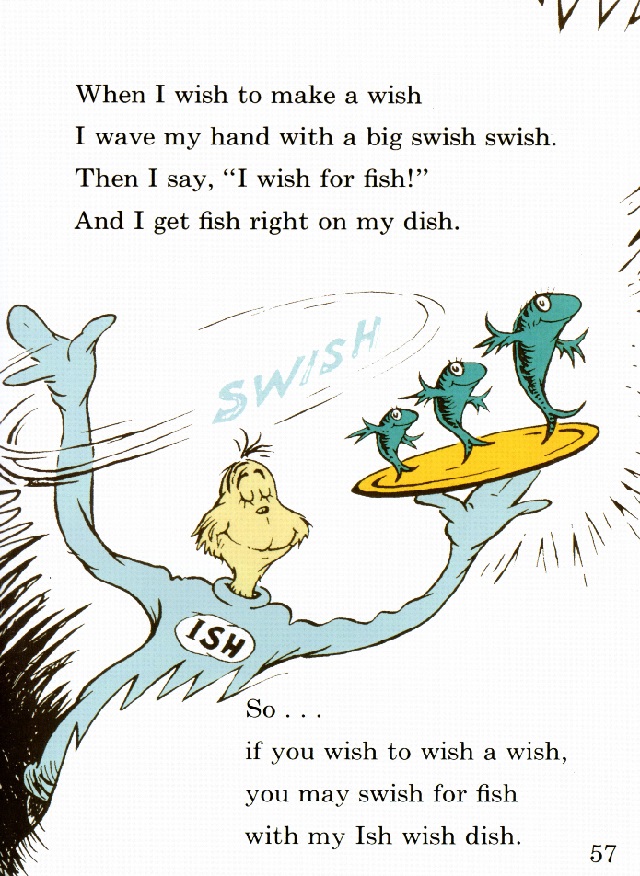 When I wish to make a wish
I wave my hand with a big swish swish.
Then I say, “I wish for fish!”
And I get fish right on my dish.
SWISH
ISH
So . . .
if you wish to wish a wish,
you may swish for fish
with my Ish wish dish.
57